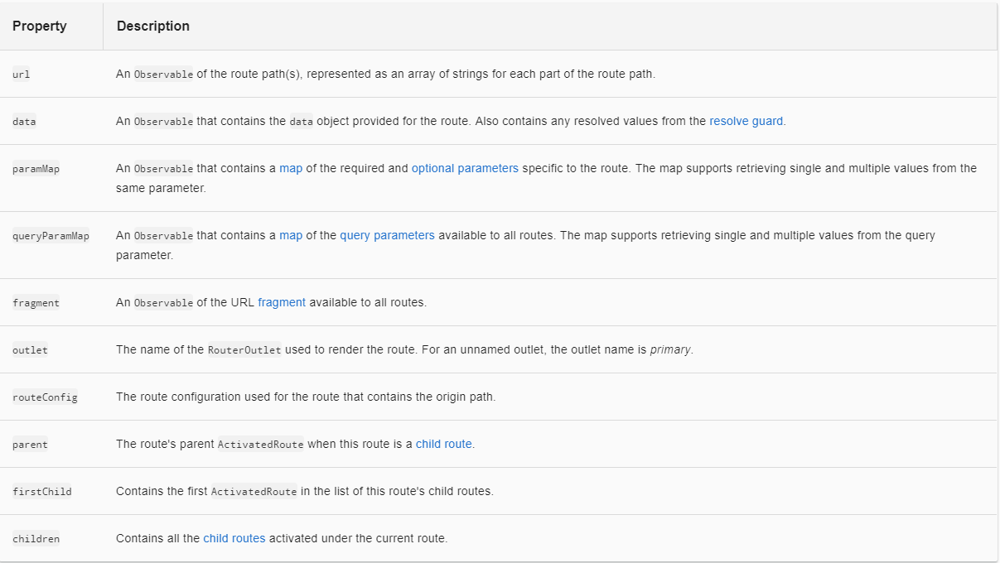 Property Description
url An Observable of the route path(s), represented as an array of strings for each part of the route path.
data An Observable that contains the data object provided for the route. Also contains any resolved values from the resolve guard.
paramMap An Observable that contains a map of the required and optional parameters specific to the route. The map supports retrieving single and multiple values from the
same parameter.
queryParamMap An Observable that contains a map of the query parameters available to all routes. The map supports retrieving single and multiple values from the query
parameter.
fragment An Observable of the URL fragment available to all routes.
outlet The name of the RouterOutlet used to render the route. For an unnamed outlet, the outlet name is primary.
routeConfig The route configuration used for the route that contains the origin path.
parent The route's parent ActivatedRoute when this route is a child route.
firstChild Contains the first ActivatedRoute in the list of this route's child routes.
children Contains all the child routes activated under the current route.